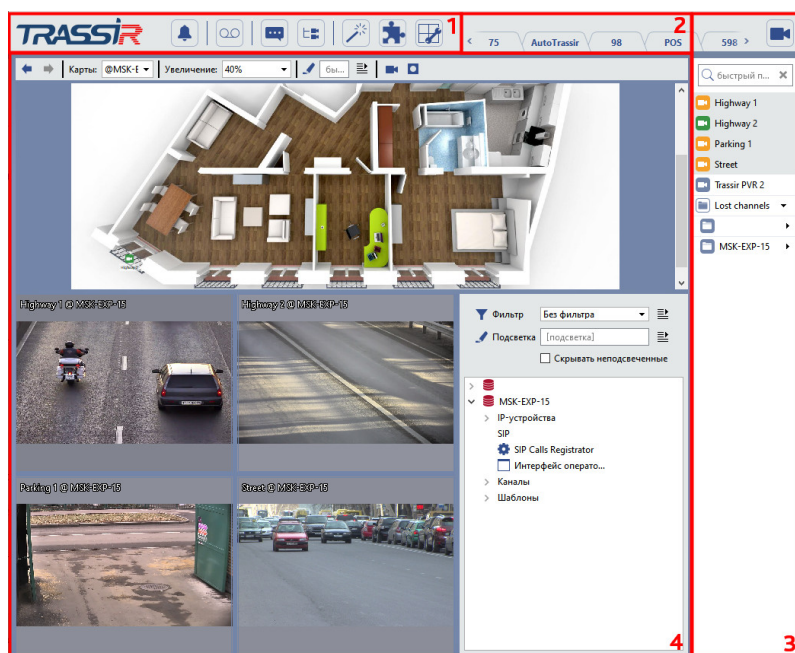 TRASSIR
1
2
75
AutoTrassir
98
POS
598
Карты:
@MSK-E
Увеличение:
40%
бы...
быстрый п...
Highway 1
Highway 2
Parking 1
Street
Trassir PVR 2
Lost channels
MSK-EXP-15
Highway 1 @ MSK-EXP-15
Highway 2 @ MSK-EXP-15
Фильтр
Без фильтра
Подсветка
[подсветка]
Скрывать неподсвеченные
MSK-EXP-15
IP-устройства
SIP
SIP Calls Registrator
Интерфейс операто...
Каналы
Шаблоны
Parking 1 @ MSK-EXP-15
Street @ MSK-EXP-15
4
3